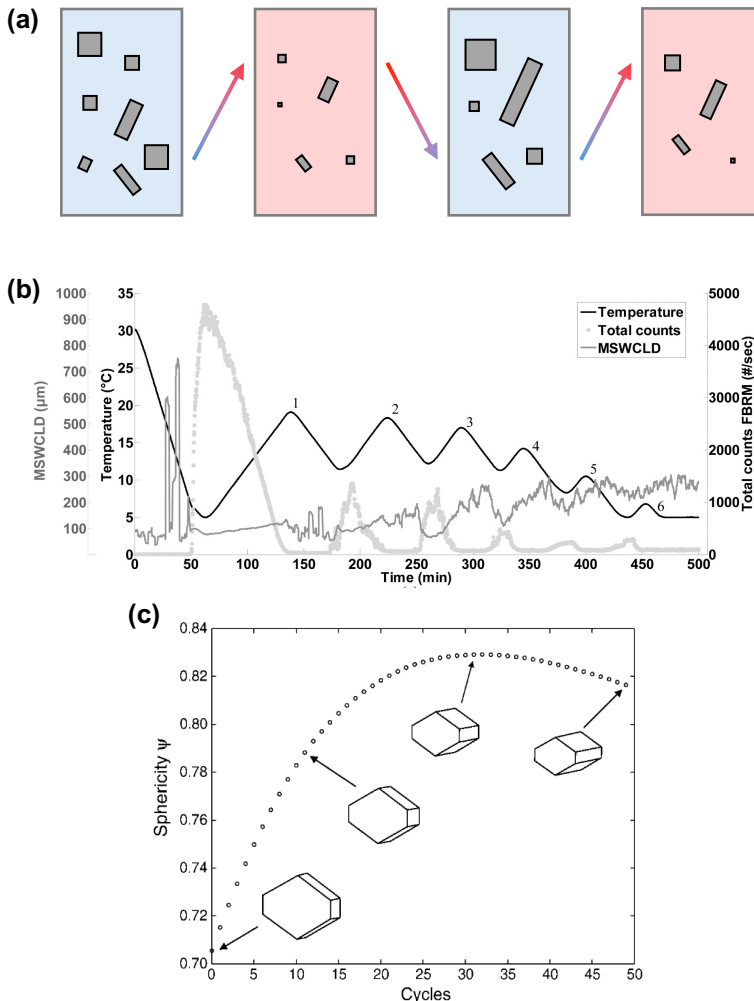 (a)
(b)
MSWCLD (µm)
1000
900
800
700
600
500
400
300
200
100
Temperature (°C)
35
30
25
20
15
10
5
0
Temperature
Total counts
MSWCLD
1
2
3
4
5
6
5000
4000
3000
2000
1000
0
Total counts FBRM (#/sec)
0 50 100 150 200 250 300 350 400 450 500
Time (min)
(c)
Sphericity ψ
0.84
0.82
0.80
0.78
0.76
0.74
0.72
0.70
0 5 10 15 20 25 30 35 40 45 50
Cycles